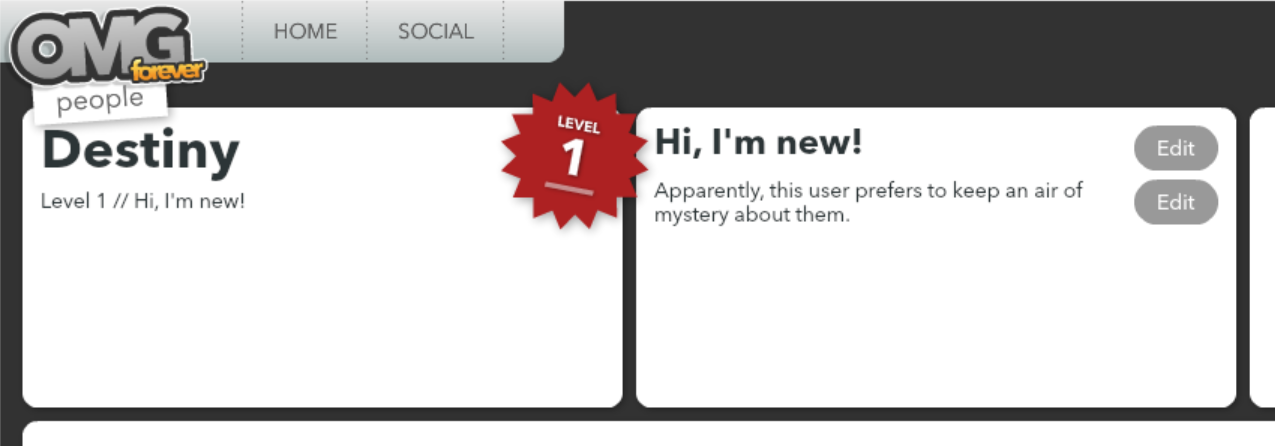 OMG
forever
people
HOME
SOCIAL
Destiny
Level 1 // Hi, I'm new!
LEVEL
1
Hi, I'm new!
Apparently, this user prefers to keep an air of
mystery about them.
Edit
Edit